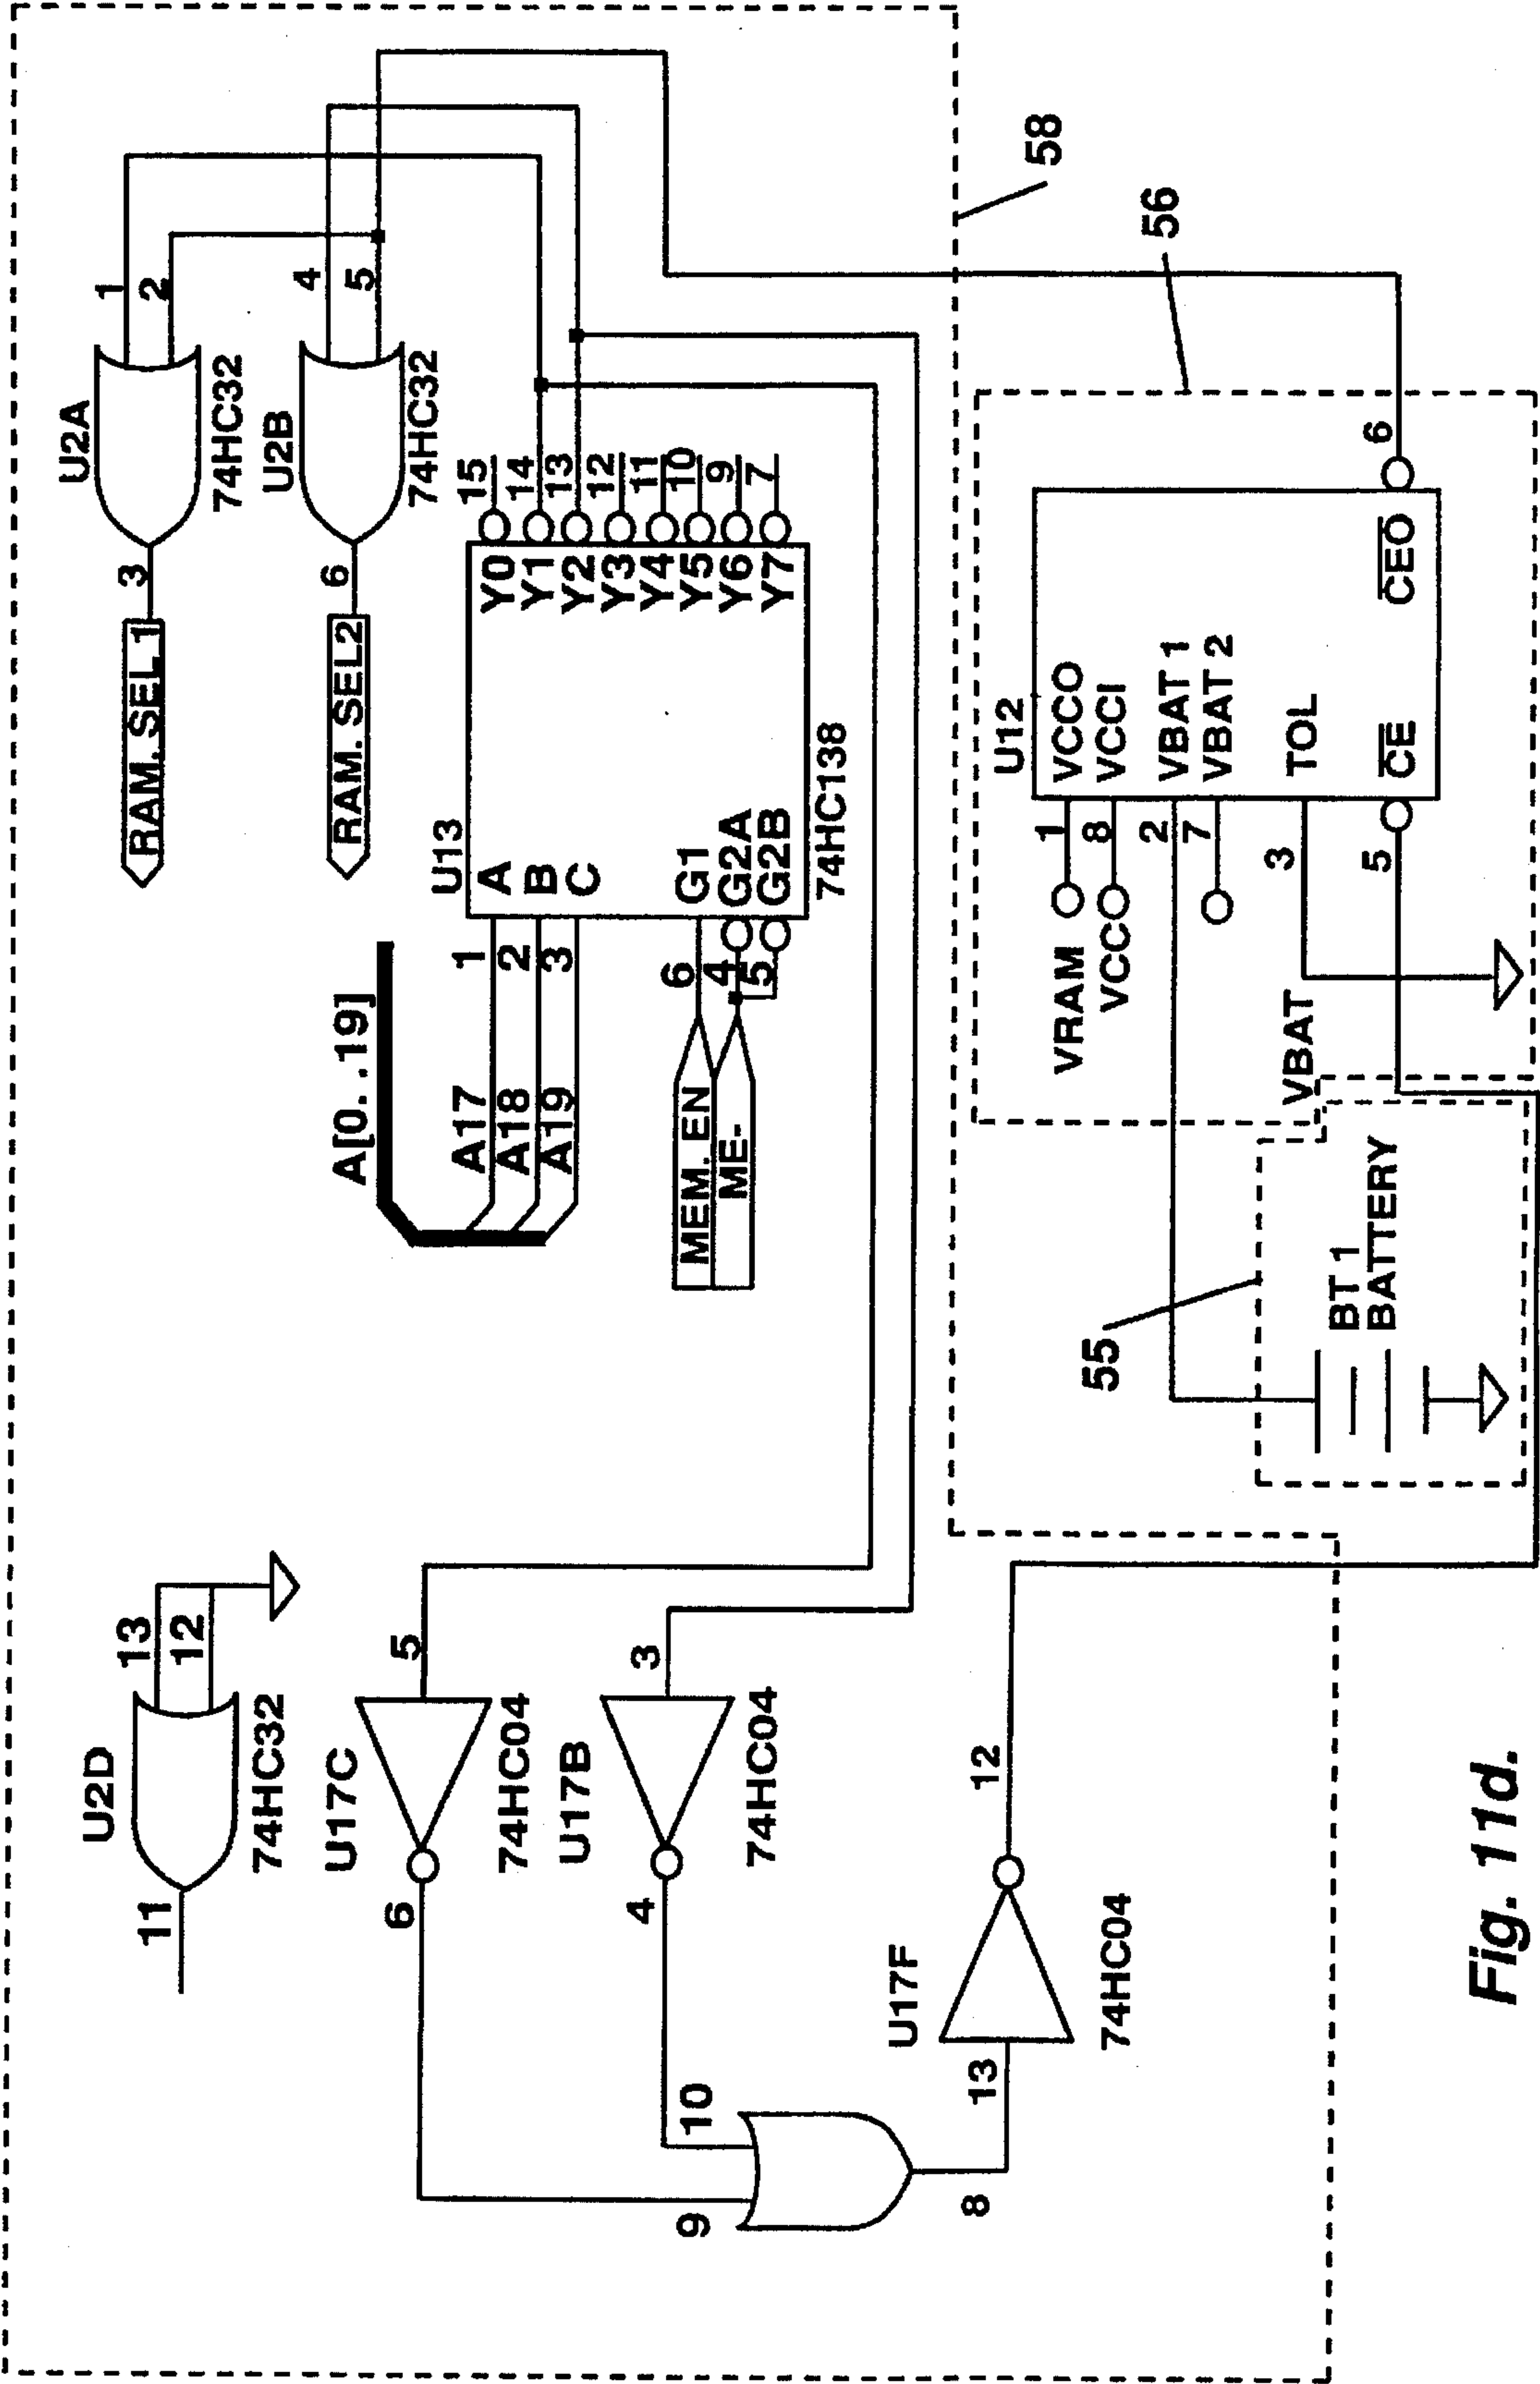 U2D
13
12
11
74HC32
U17C
5
6
74HC04
U17B
3
4
74HC04
9
10
8
U17F
13
12
74HC04
U2A
1
2
3
74HC32
RAM. SEL 1
U2B
4
5
6
74HC32
RAM. SEL2
A[0. .19]
A17
A18
A19
MEM. EN
ME-
U13
1
2
3
6
4
5
A
B
C
G1
G2A
G2B
Y0
Y1
Y2
Y3
Y4
Y5
Y6
Y7
15
14
13
12
11
10
9
7
74HC138
58
56
U12
VCCO
VCCI
VBAT 1
VBAT 2
TOL
CE
CEO
1
8
2
7
3
5
6
VRAM
VCC
VBAT
55
BT 1
BATTERY
Fig. 11d.